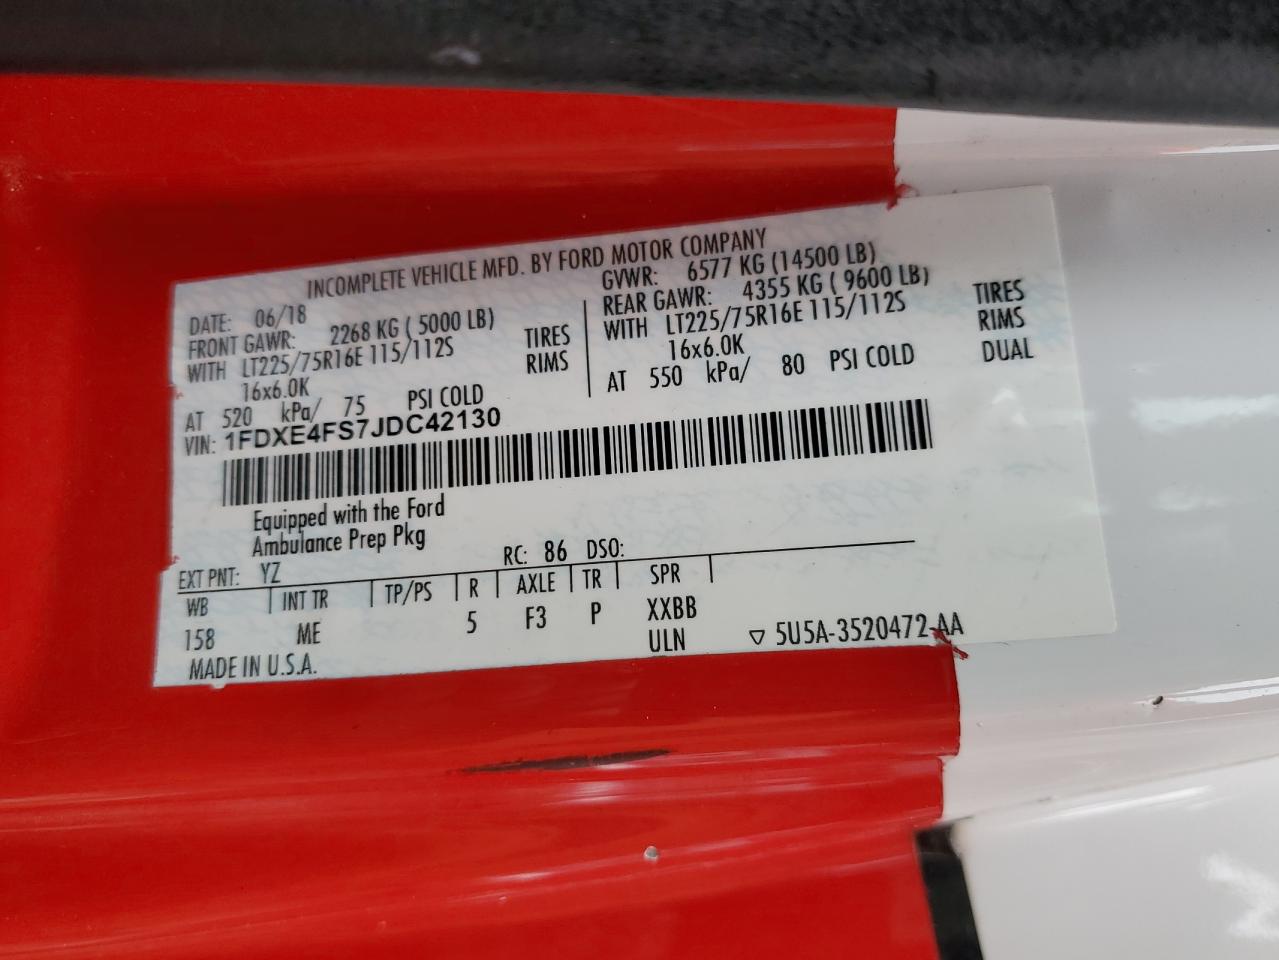 INCOMPLETE VEHICLE MFD. BY FORD MOTOR COMPANY
DATE: 06/18
FRONT GAWR: 2268 KG ( 5000 LB)
WITH LT225/75R16E 115/112S TIRES
16x6.0K RIMS
AT 520 kPa/ 75 PSI COLD
GVWR: 6577 KG (14500 LB)
REAR GAWR: 4355 KG ( 9600 LB)
WITH LT225/75R16E 115/112S TIRES
16x6.0K RIMS
AT 550 kPa/ 80 PSI COLD DUAL
VIN: 1FDXE4FS7JDC42130
Equipped with the Ford
Ambulance Prep Pkg
EXT PNT: YZ RC: 86 DSO:
WB INT TR TP/PS R AXLE TR SPR
158 ME 5 F3 P XXBB
ULN
MADE IN U.S.A. ▽ 5U5A-3520472-AA